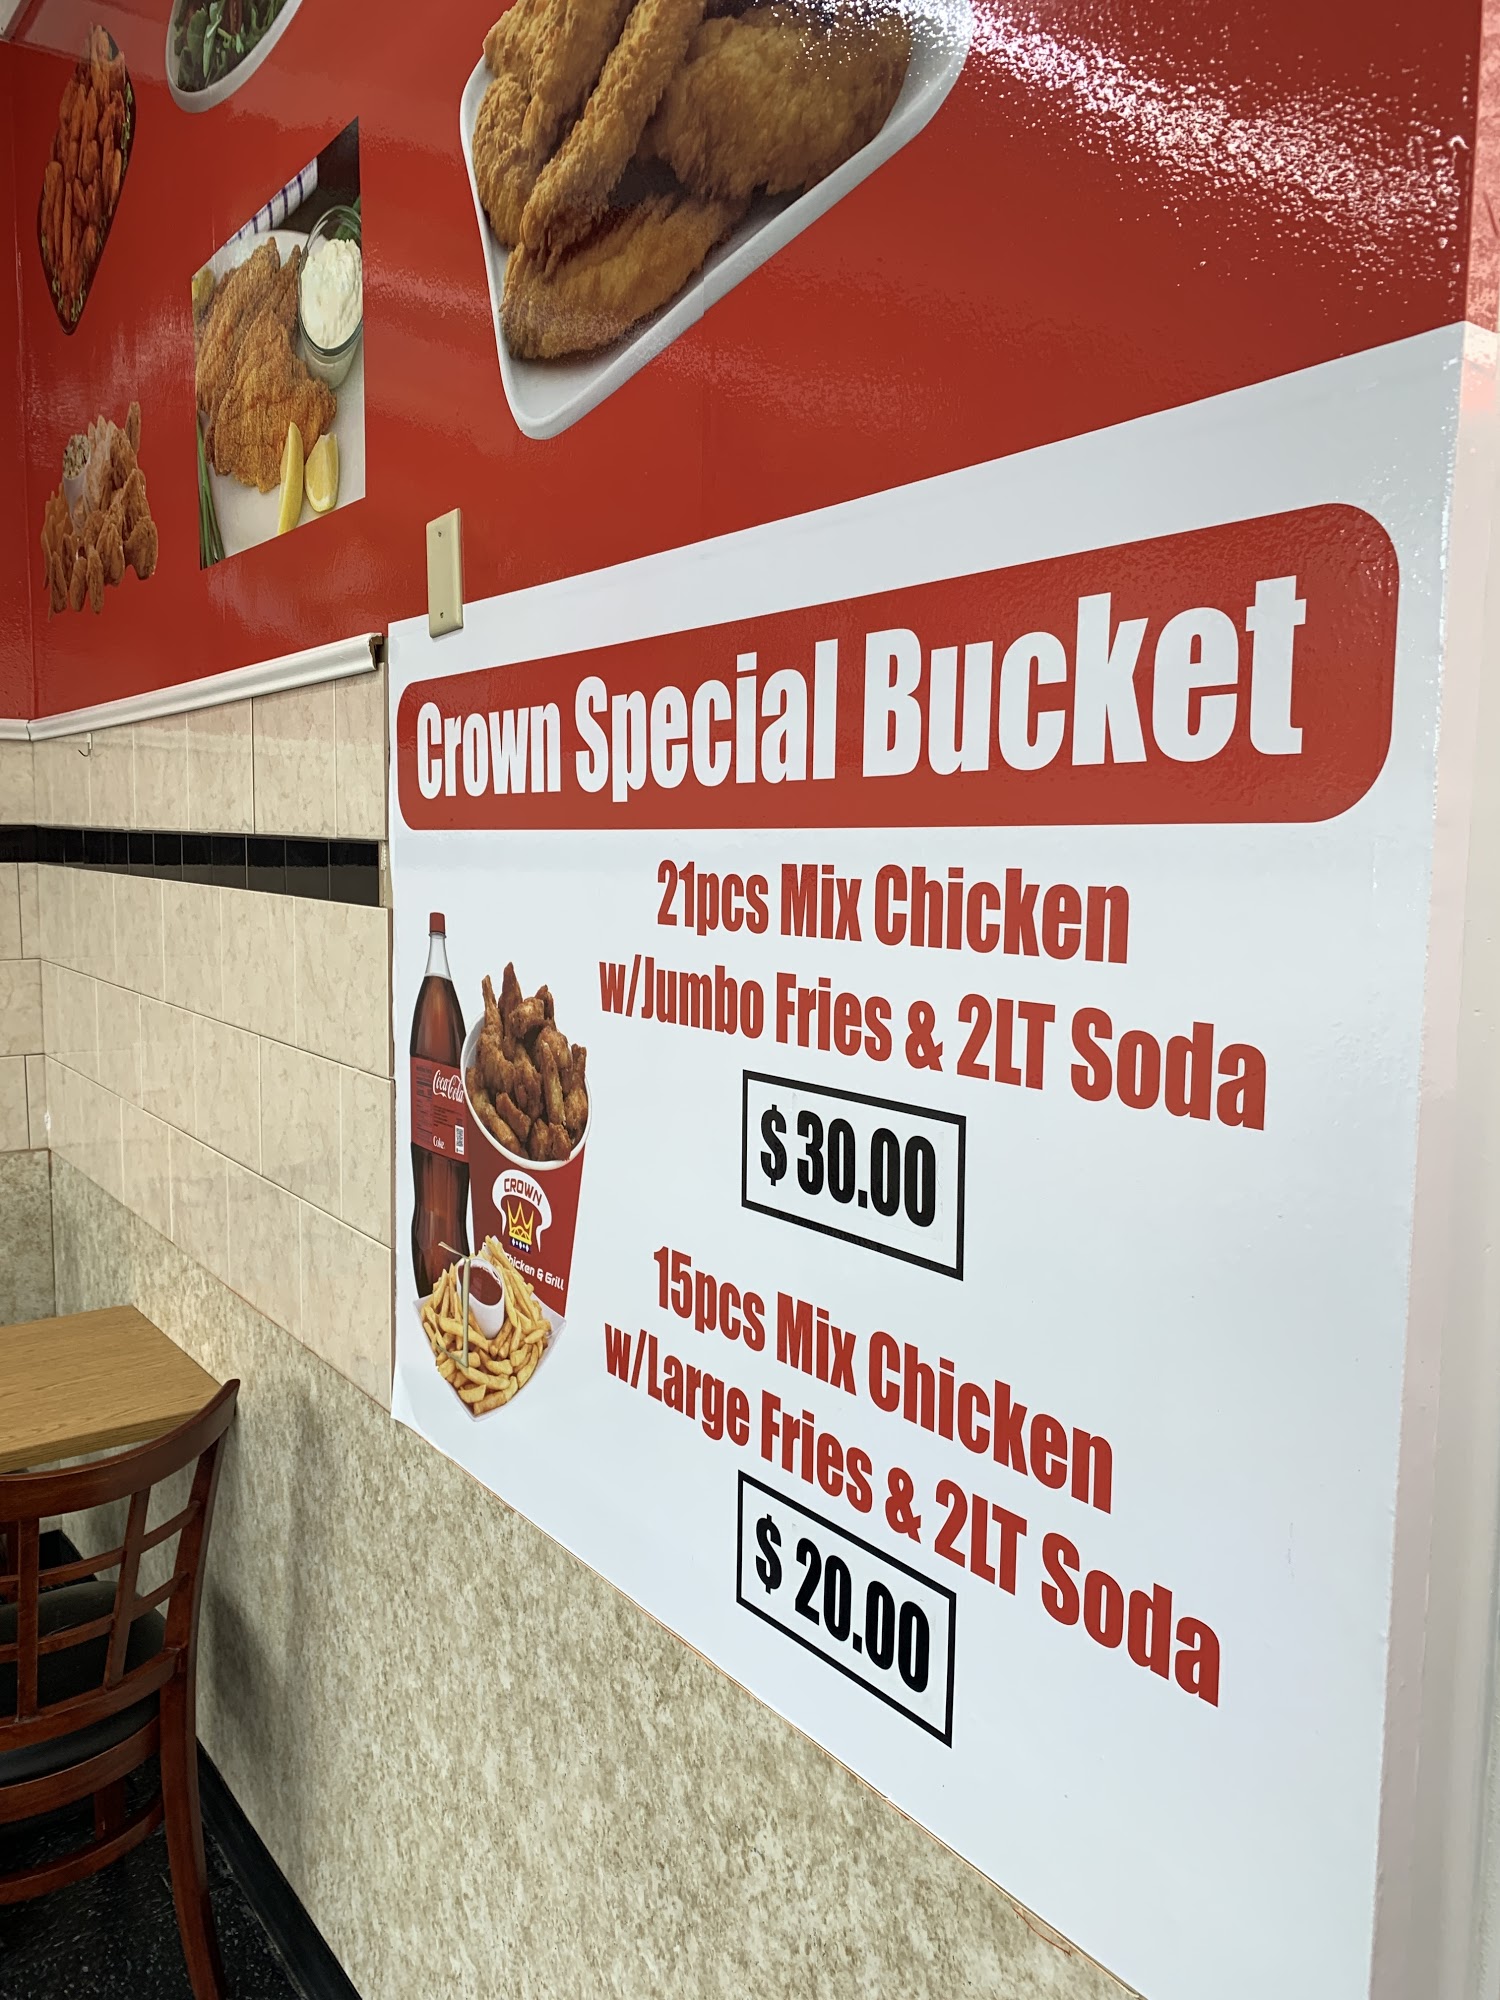 Crown Special Bucket
21pcs Mix Chicken
w/Jumbo Fries & 2LT Soda
$ 30.00
15pcs Mix Chicken
w/Large Fries & 2LT Soda
$ 20.00
Coca-Cola
Coke
CROWN
Chicken & Grill